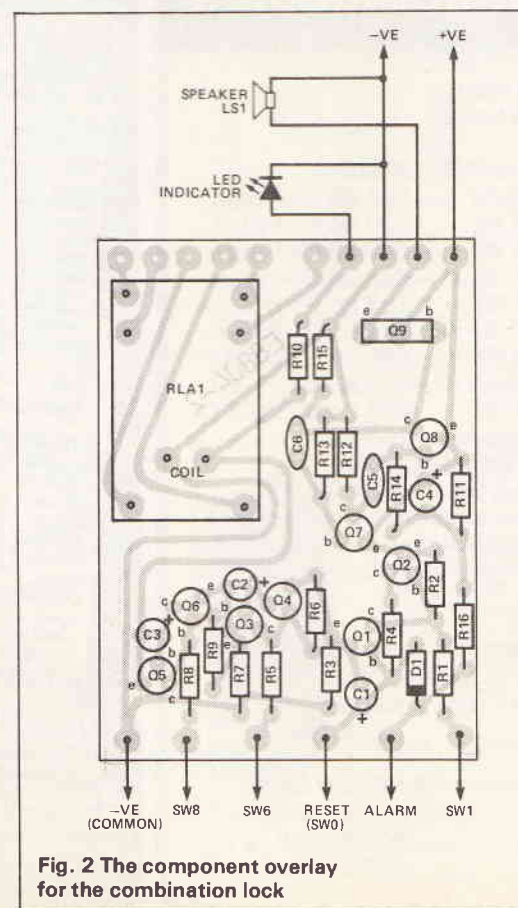 −VE +VE
SPEAKER
LS1
LED
INDICATOR
e b
Q9
R10 R15
RLA1
COIL
C6 R13 R12
c Q8 e
b
C5 R14 C4 + R11
c
b Q7 e
e
Q2
c b
R2
C2 +
c Q6 e
b Q4
C3 +
b
Q3
c
R6
Q1 c
b
R4
R16
Q5
e
c
R8 R9 e R7 R5 R3
C1
+
D1 R1
−VE
(COMMON)
SW8 SW6 RESET
(SW0)
ALARM SW1
Fig. 2 The component overlay
for the combination lock